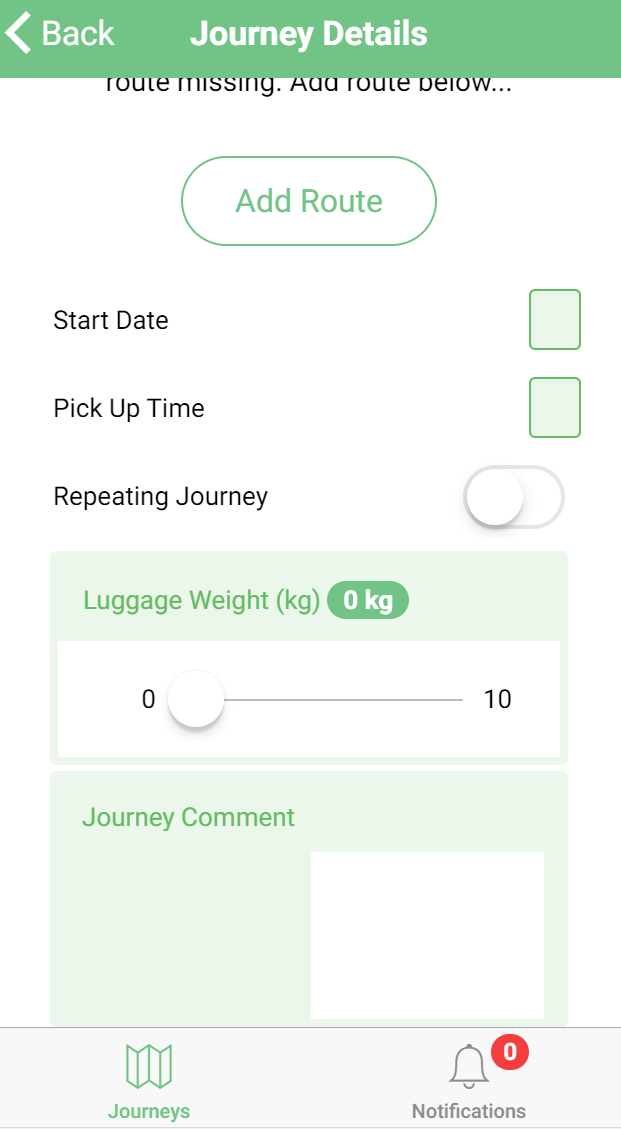 Back Journey Details
route missing. Add route below...
Add Route
Start Date
Pick Up Time
Repeating Journey
Luggage Weight (kg) 0 kg
0 10
Journey Comment
0
Journeys Notifications